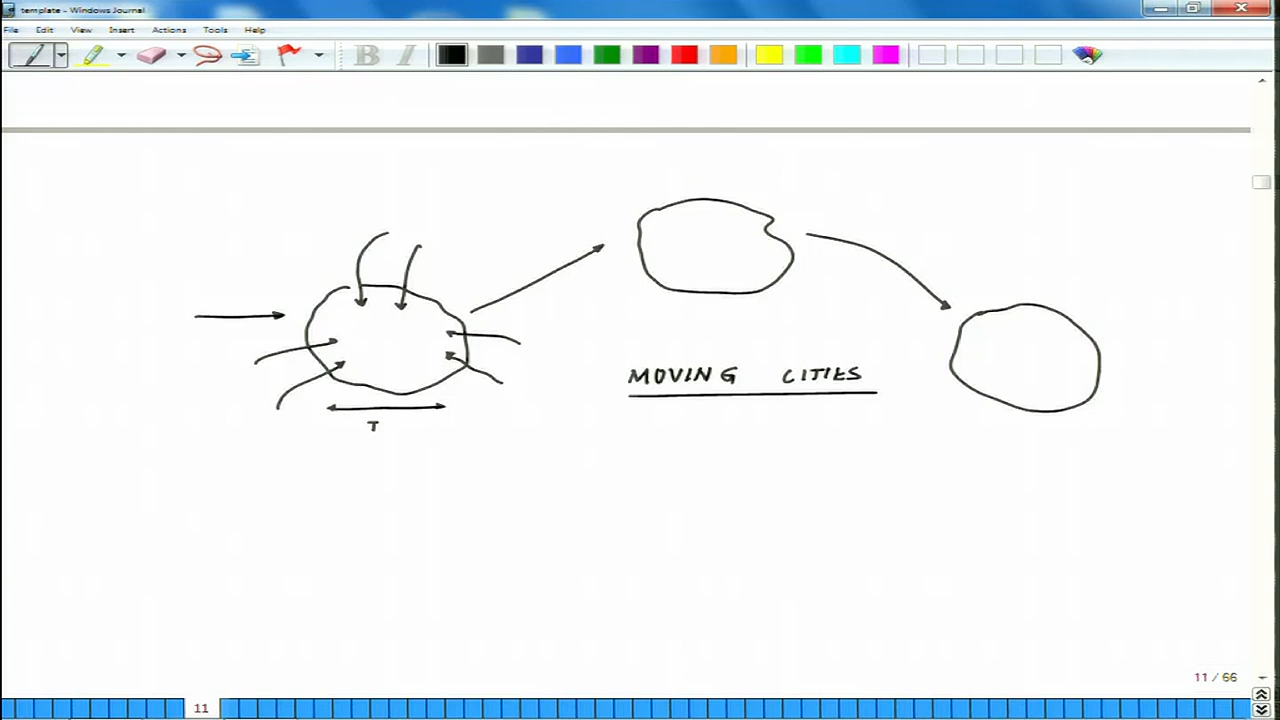 template - Windows Journal
File Edit View Insert Actions Tools Help
B I
MOVING CITIES
T
11 / 66
11